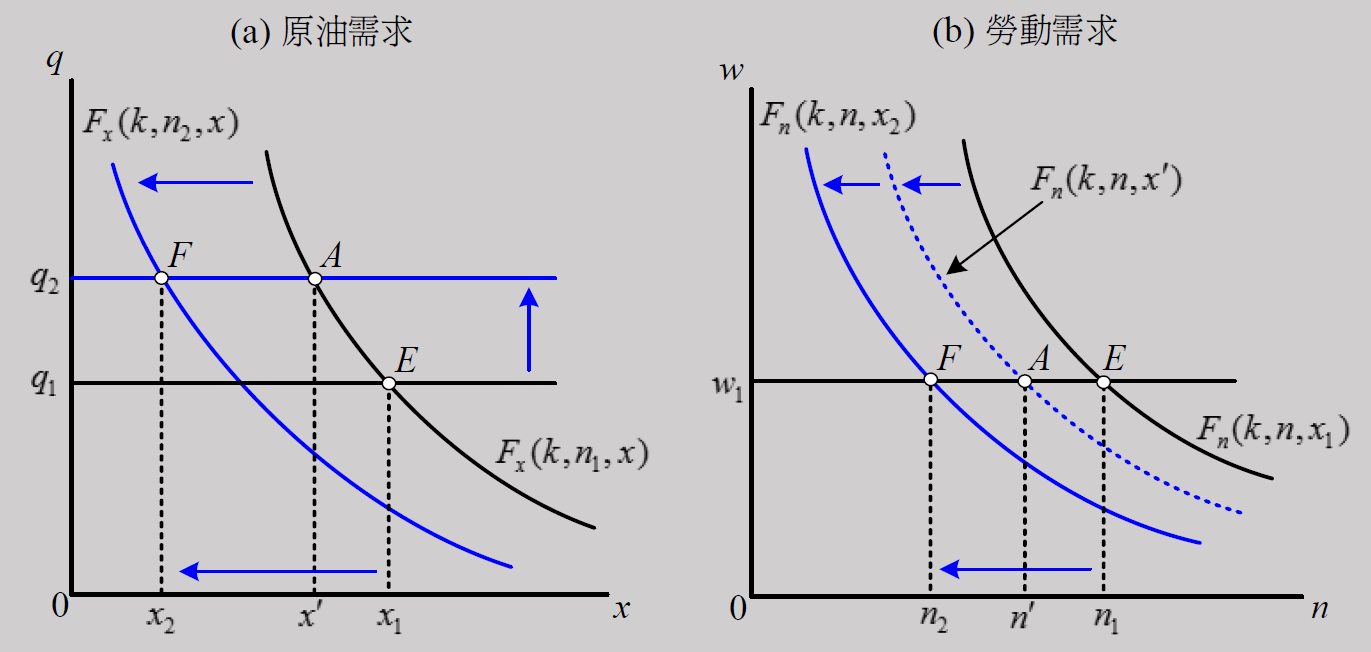 (a) 原油需求
q
F_x(k,n_2,x)
F
A
q_2
E
q_1
F_x(k,n_1,x)
0
x_2
x′
x_1
x
(b) 勞動需求
w
F_n(k,n,x_2)
F_n(k,n,x′)
F
A
E
w_1
F_n(k,n,x_1)
0
n_2
n′
n_1
n